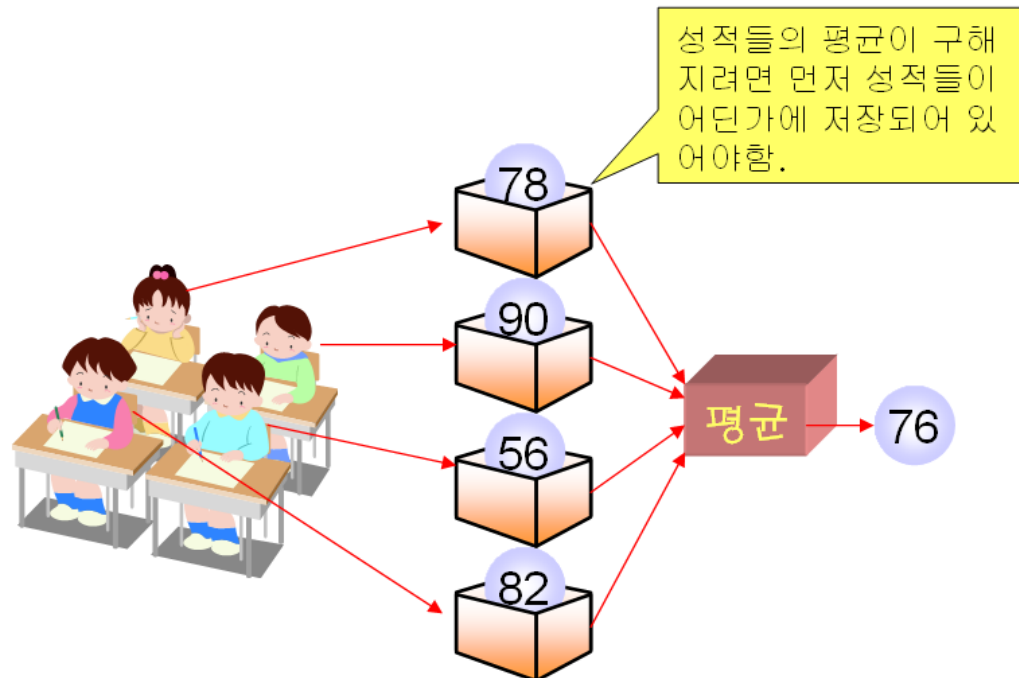 성적들의 평균이 구해
지려면 먼저 성적들이
어딘가에 저장되어 있
어야함.
78
90
56
82
평균
76